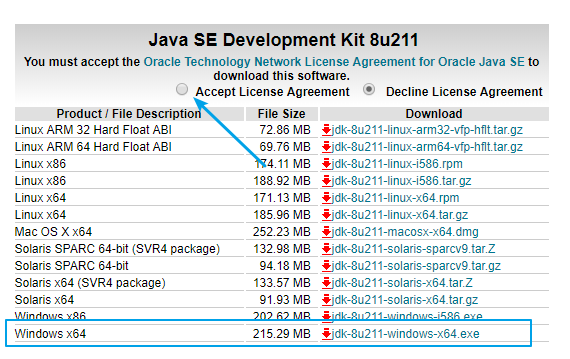 Java SE Development Kit 8u211
You must accept the Oracle Technology Network License Agreement for Oracle Java SE to
download this software.
Accept License Agreement Decline License Agreement
Product / File Description File Size Download
Linux ARM 32 Hard Float ABI 72.86 MB jdk-8u211-linux-arm32-vfp-hflt.tar.gz
Linux ARM 64 Hard Float ABI 69.76 MB jdk-8u211-linux-arm64-vfp-hflt.tar.gz
Linux x86 174.11 MB jdk-8u211-linux-i586.rpm
Linux x86 188.92 MB jdk-8u211-linux-i586.tar.gz
Linux x64 171.13 MB jdk-8u211-linux-x64.rpm
Linux x64 185.96 MB jdk-8u211-linux-x64.tar.gz
Mac OS X x64 252.23 MB jdk-8u211-macosx-x64.dmg
Solaris SPARC 64-bit (SVR4 package) 132.98 MB jdk-8u211-solaris-sparcv9.tar.Z
Solaris SPARC 64-bit 94.18 MB jdk-8u211-solaris-sparcv9.tar.gz
Solaris x64 (SVR4 package) 133.57 MB jdk-8u211-solaris-x64.tar.Z
Solaris x64 91.93 MB jdk-8u211-solaris-x64.tar.gz
Windows x86 202.62 MB jdk-8u211-windows-i586.exe
Windows x64 215.29 MB jdk-8u211-windows-x64.exe